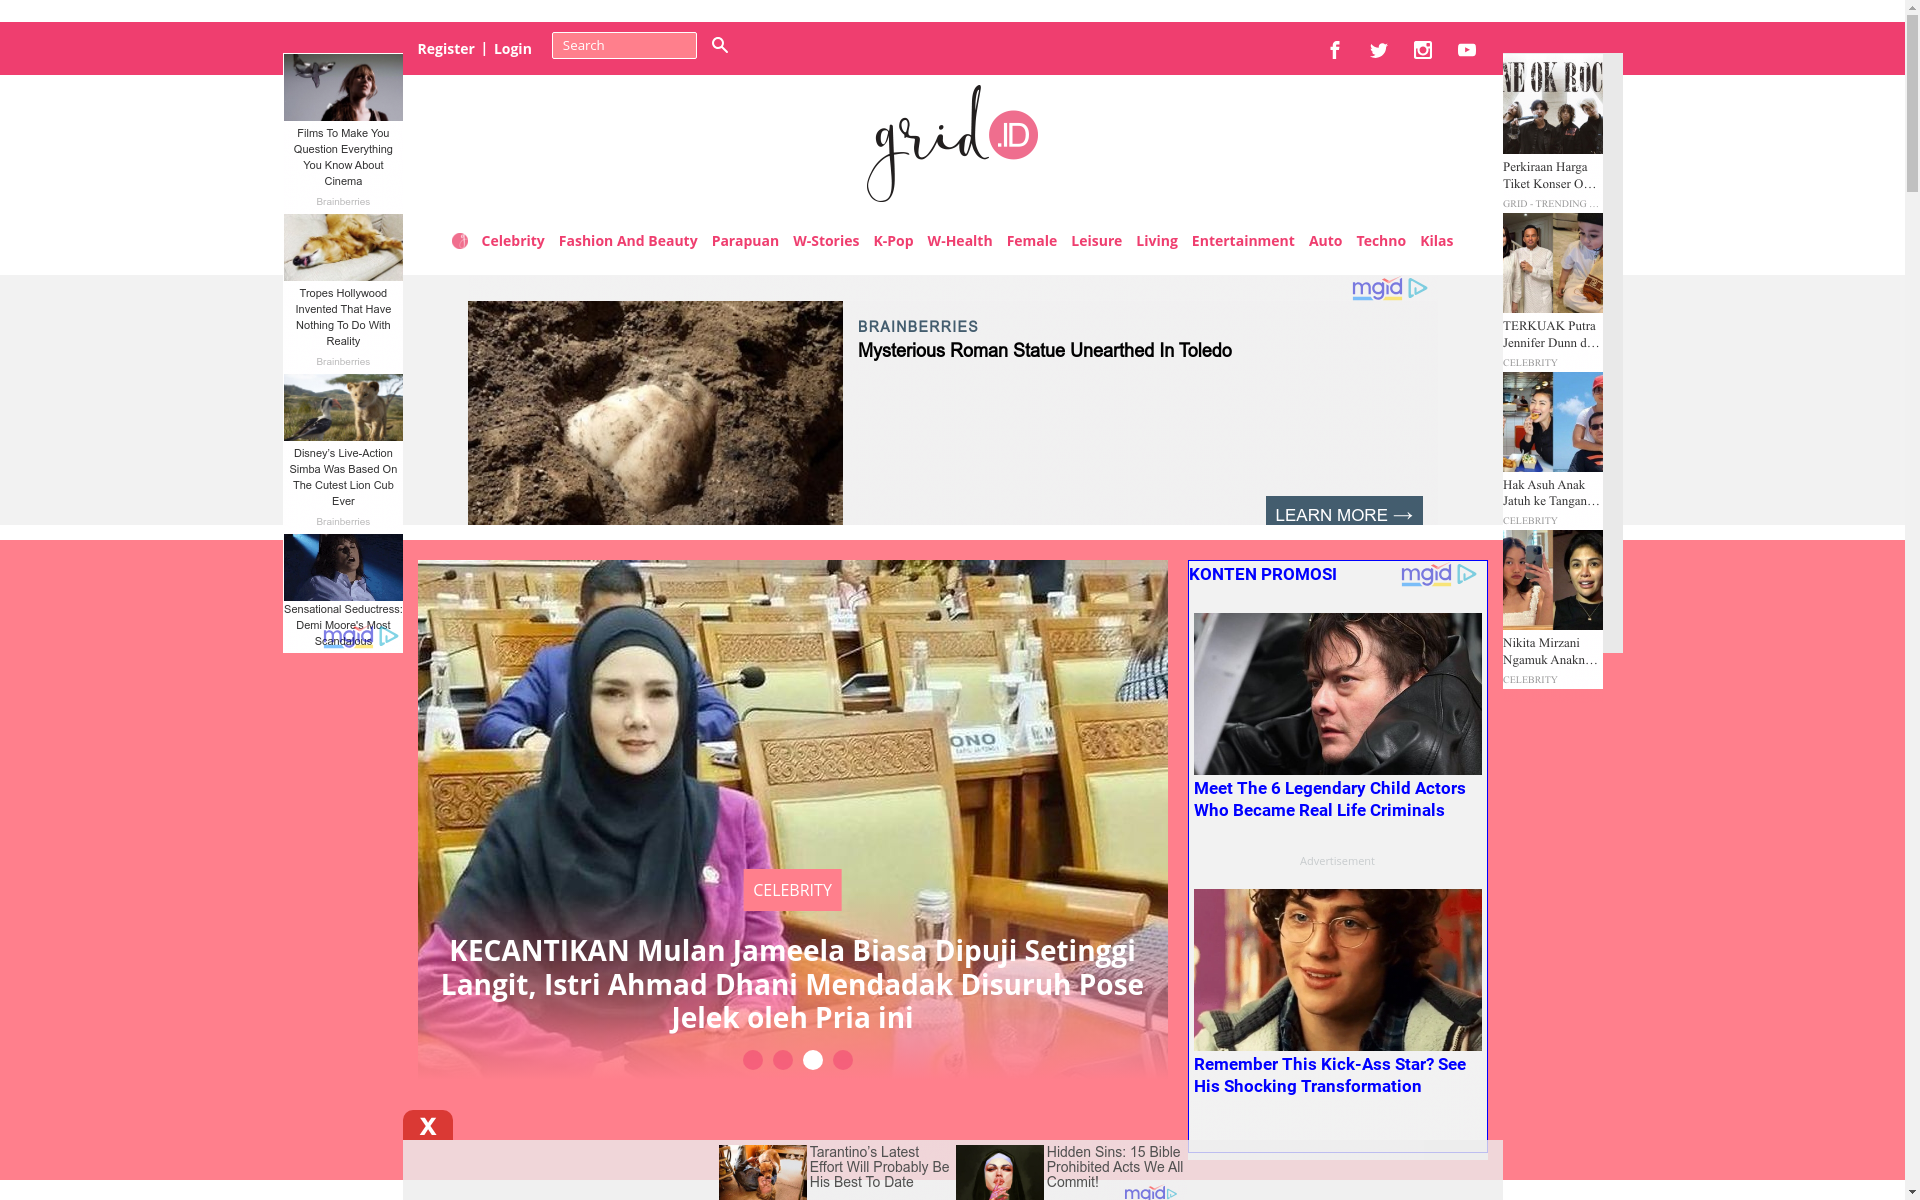 Register | Login
Search
grid.ID
Celebrity Fashion And Beauty Parapuan W-Stories K-Pop W-Health Female Leisure Living Entertainment Auto Techno Kilas
Films To Make You
Question Everything
You Know About
Cinema
Brainberries
Tropes Hollywood
Invented That Have
Nothing To Do With
Reality
Brainberries
Disney's Live-Action
Simba Was Based On
The Cutest Lion Cub
Ever
Brainberries
Sensational Seductress:
Demi Moore's Most
Scandalous
mgid
mgid
BRAINBERRIES
Mysterious Roman Statue Unearthed In Toledo
LEARN MORE →
NE OK ROC
Perkiraan Harga
Tiket Konser O…
GRID - TRENDING …
TERKUAK Putra
Jennifer Dunn d…
CELEBRITY
Hak Asuh Anak
Jatuh ke Tangan…
CELEBRITY
Nikita Mirzani
Ngamuk Anakn…
CELEBRITY
ONO
CELEBRITY
KECANTIKAN Mulan Jameela Biasa Dipuji Setinggi
Langit, Istri Ahmad Dhani Mendadak Disuruh Pose
Jelek oleh Pria ini
KONTEN PROMOSI
mgid
Meet The 6 Legendary Child Actors
Who Became Real Life Criminals
Advertisement
Remember This Kick-Ass Star? See
His Shocking Transformation
X
Tarantino's Latest
Effort Will Probably Be
His Best To Date
Hidden Sins: 15 Bible
Prohibited Acts We All
Commit!
mgid